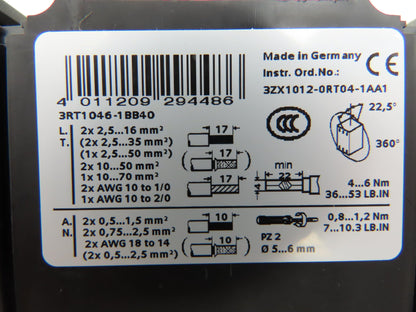 Made in Germany
Instr. Ord.No.:
3ZX1012-0RT04-1AA1
CE
4 011209 294486
3RT1046-1BB40
CCC
22,5°
360°
L. 2x 2,5...16 mm²
T. (2x 2,5...35 mm²)
(1x 2,5...50 mm²)
2x 10...50 mm²
1x 10...70 mm²
2x AWG 10 to 1/0
1x AWG 10 to 2/0
17
17
17
min
22
4
4...6 Nm
36...53 LB.IN
A. 2x 0,5...1,5 mm²
N. 2x 0,75...2,5 mm²
2x AWG 18 to 14
(2x 0,5...2,5 mm²)
10
10
PZ 2
Ø 5...6 mm
0,8...1,2 Nm
7...10.3 LB.IN